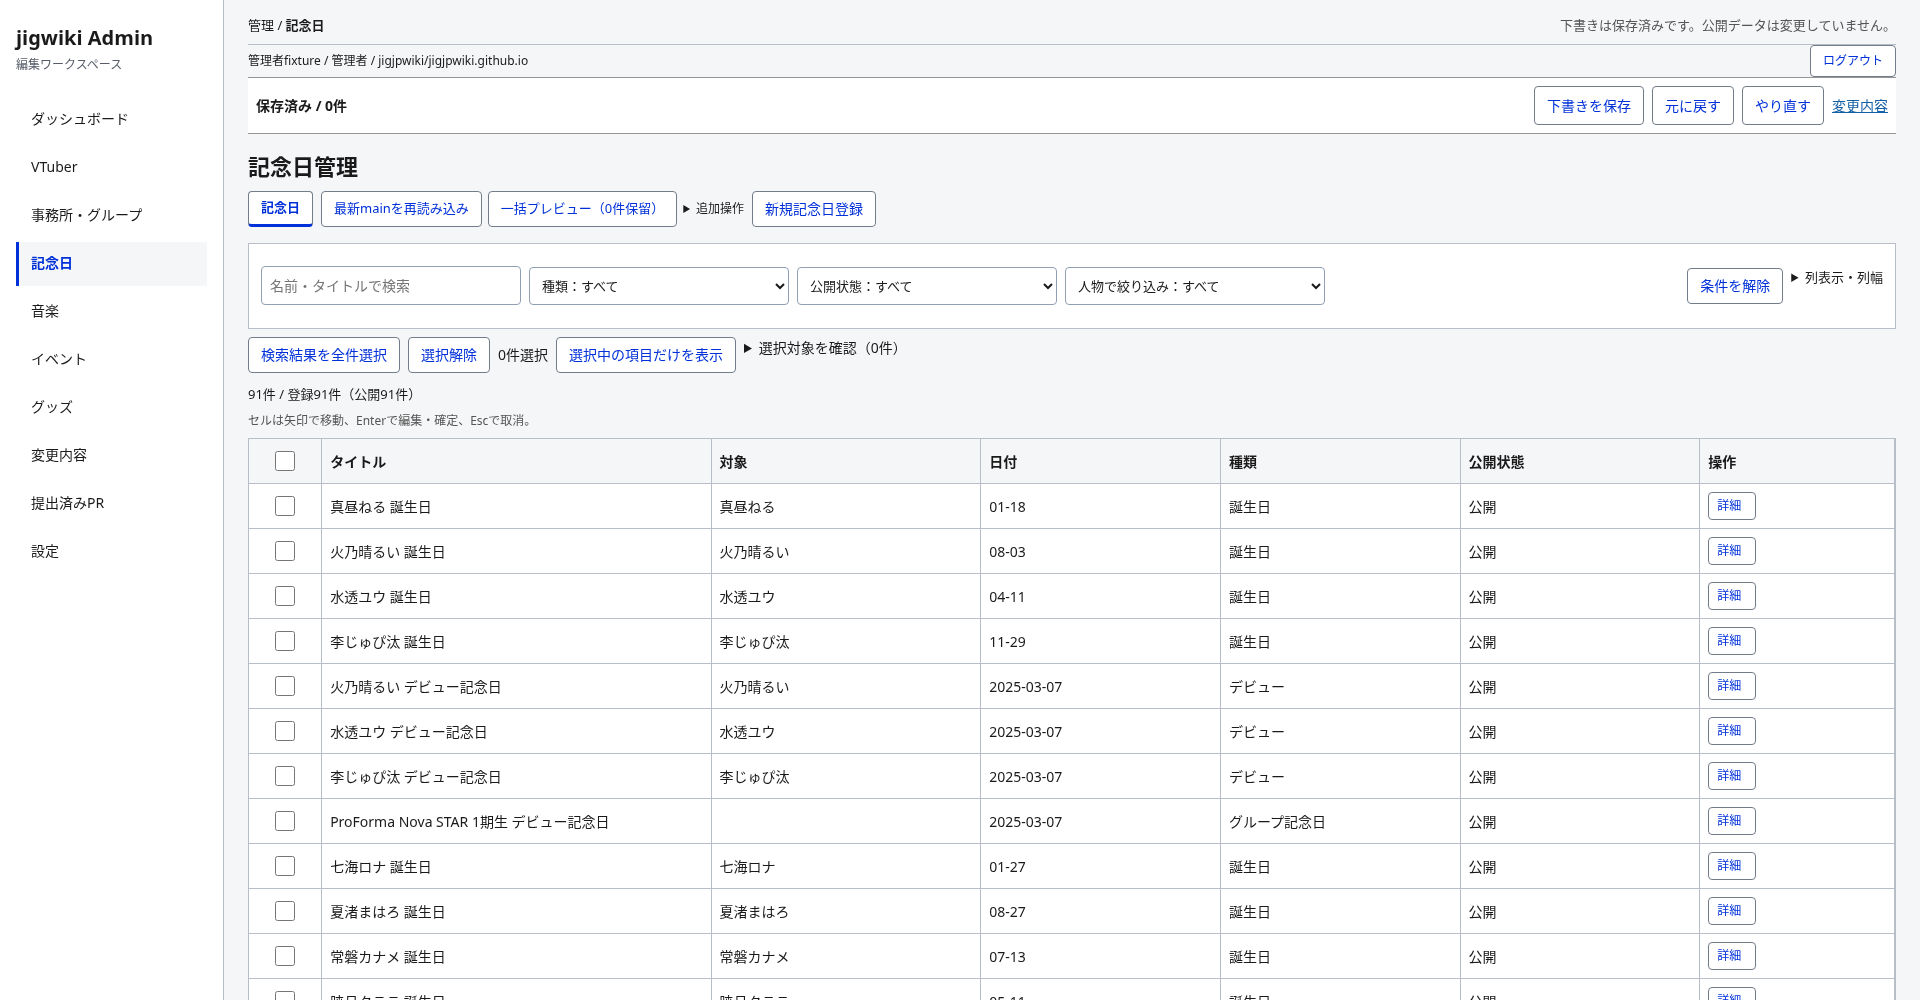 jigwiki Admin
編集ワークスペース
ダッシュボード
VTuber
事務所・グループ
記念日
音楽
イベント
グッズ
変更内容
提出済みPR
設定
管理 / 記念日
下書きは保存済みです。公開データは変更していません。
管理者fixture / 管理者 / jigjpwiki/jigjpwiki.github.io
ログアウト
保存済み / 0件
下書きを保存 元に戻す やり直す 変更内容
記念日管理
記念日 最新mainを再読み込み 一括プレビュー（0件保留） ▶ 追加操作 新規記念日登録
名前・タイトルで検索 種類：すべて 公開状態：すべて 人物で絞り込み：すべて 条件を解除 ▶ 列表示・列幅
検索結果を全件選択 選択解除 0件選択 選択中の項目だけを表示 ▶ 選択対象を確認（0件）
91件 / 登録91件（公開91件）
セルは矢印で移動、Enterで編集・確定、Escで取消。
タイトル 対象 日付 種類 公開状態 操作
真昼ねる 誕生日 真昼ねる 01-18 誕生日 公開 詳細
火乃晴るい 誕生日 火乃晴るい 08-03 誕生日 公開 詳細
水透ユウ 誕生日 水透ユウ 04-11 誕生日 公開 詳細
李じゅぴ汰 誕生日 李じゅぴ汰 11-29 誕生日 公開 詳細
火乃晴るい デビュー記念日 火乃晴るい 2025-03-07 デビュー 公開 詳細
水透ユウ デビュー記念日 水透ユウ 2025-03-07 デビュー 公開 詳細
李じゅぴ汰 デビュー記念日 李じゅぴ汰 2025-03-07 デビュー 公開 詳細
ProForma Nova STAR 1期生 デビュー記念日 2025-03-07 グループ記念日 公開 詳細
七海ロナ 誕生日 七海ロナ 01-27 誕生日 公開 詳細
夏渚まはろ 誕生日 夏渚まはろ 08-27 誕生日 公開 詳細
常磐カナメ 誕生日 常磐カナメ 07-13 誕生日 公開 詳細
誕生日 05-11 誕生日 公開 詳細